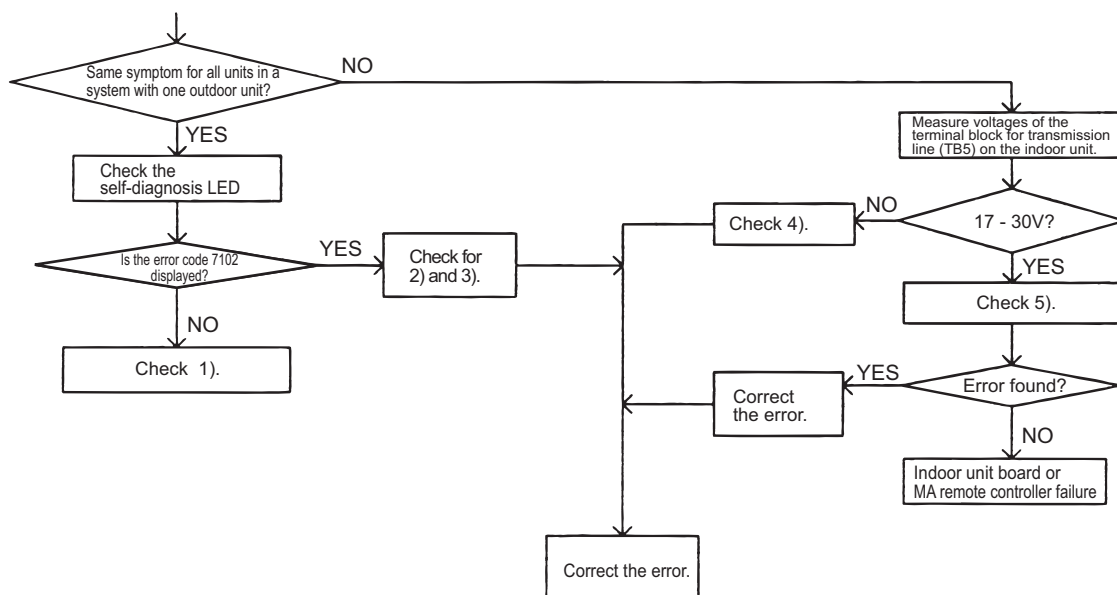 Same symptom for all units in a
system with one outdoor unit?
NO
YES
Measure voltages of the
terminal block for transmission
line (TB5) on the indoor unit.
Check the
self-diagnosis LED
17 - 30V?
NO
Check 4).
YES
Is the error code 7102
displayed?
YES
Check for
2) and 3).
NO
Check 1).
Check 5).
Error found?
YES
Correct
the error.
NO
Indoor unit board or
MA remote controller failure
Correct the error.